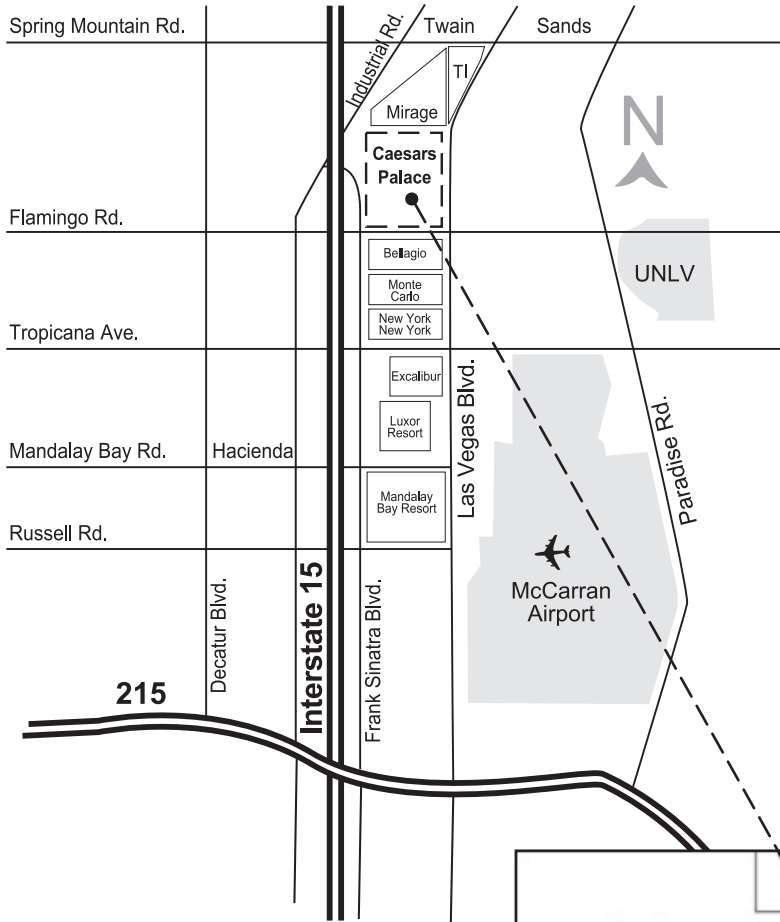 Spring Mountain Rd.
Twain
Sands
Industrial Rd.
TI
Mirage
N
Caesars
Palace
Flamingo Rd.
Bellagio
UNLV
Monte
Carlo
New York
New York
Tropicana Ave.
Excalibur
Luxor
Resort
Las Vegas Blvd.
Paradise Rd.
Mandalay Bay Rd.
Hacienda
Mandalay
Bay Resort
Russell Rd.
McCarran
Airport
Decatur Blvd.
Interstate 15
Frank Sinatra Blvd.
215